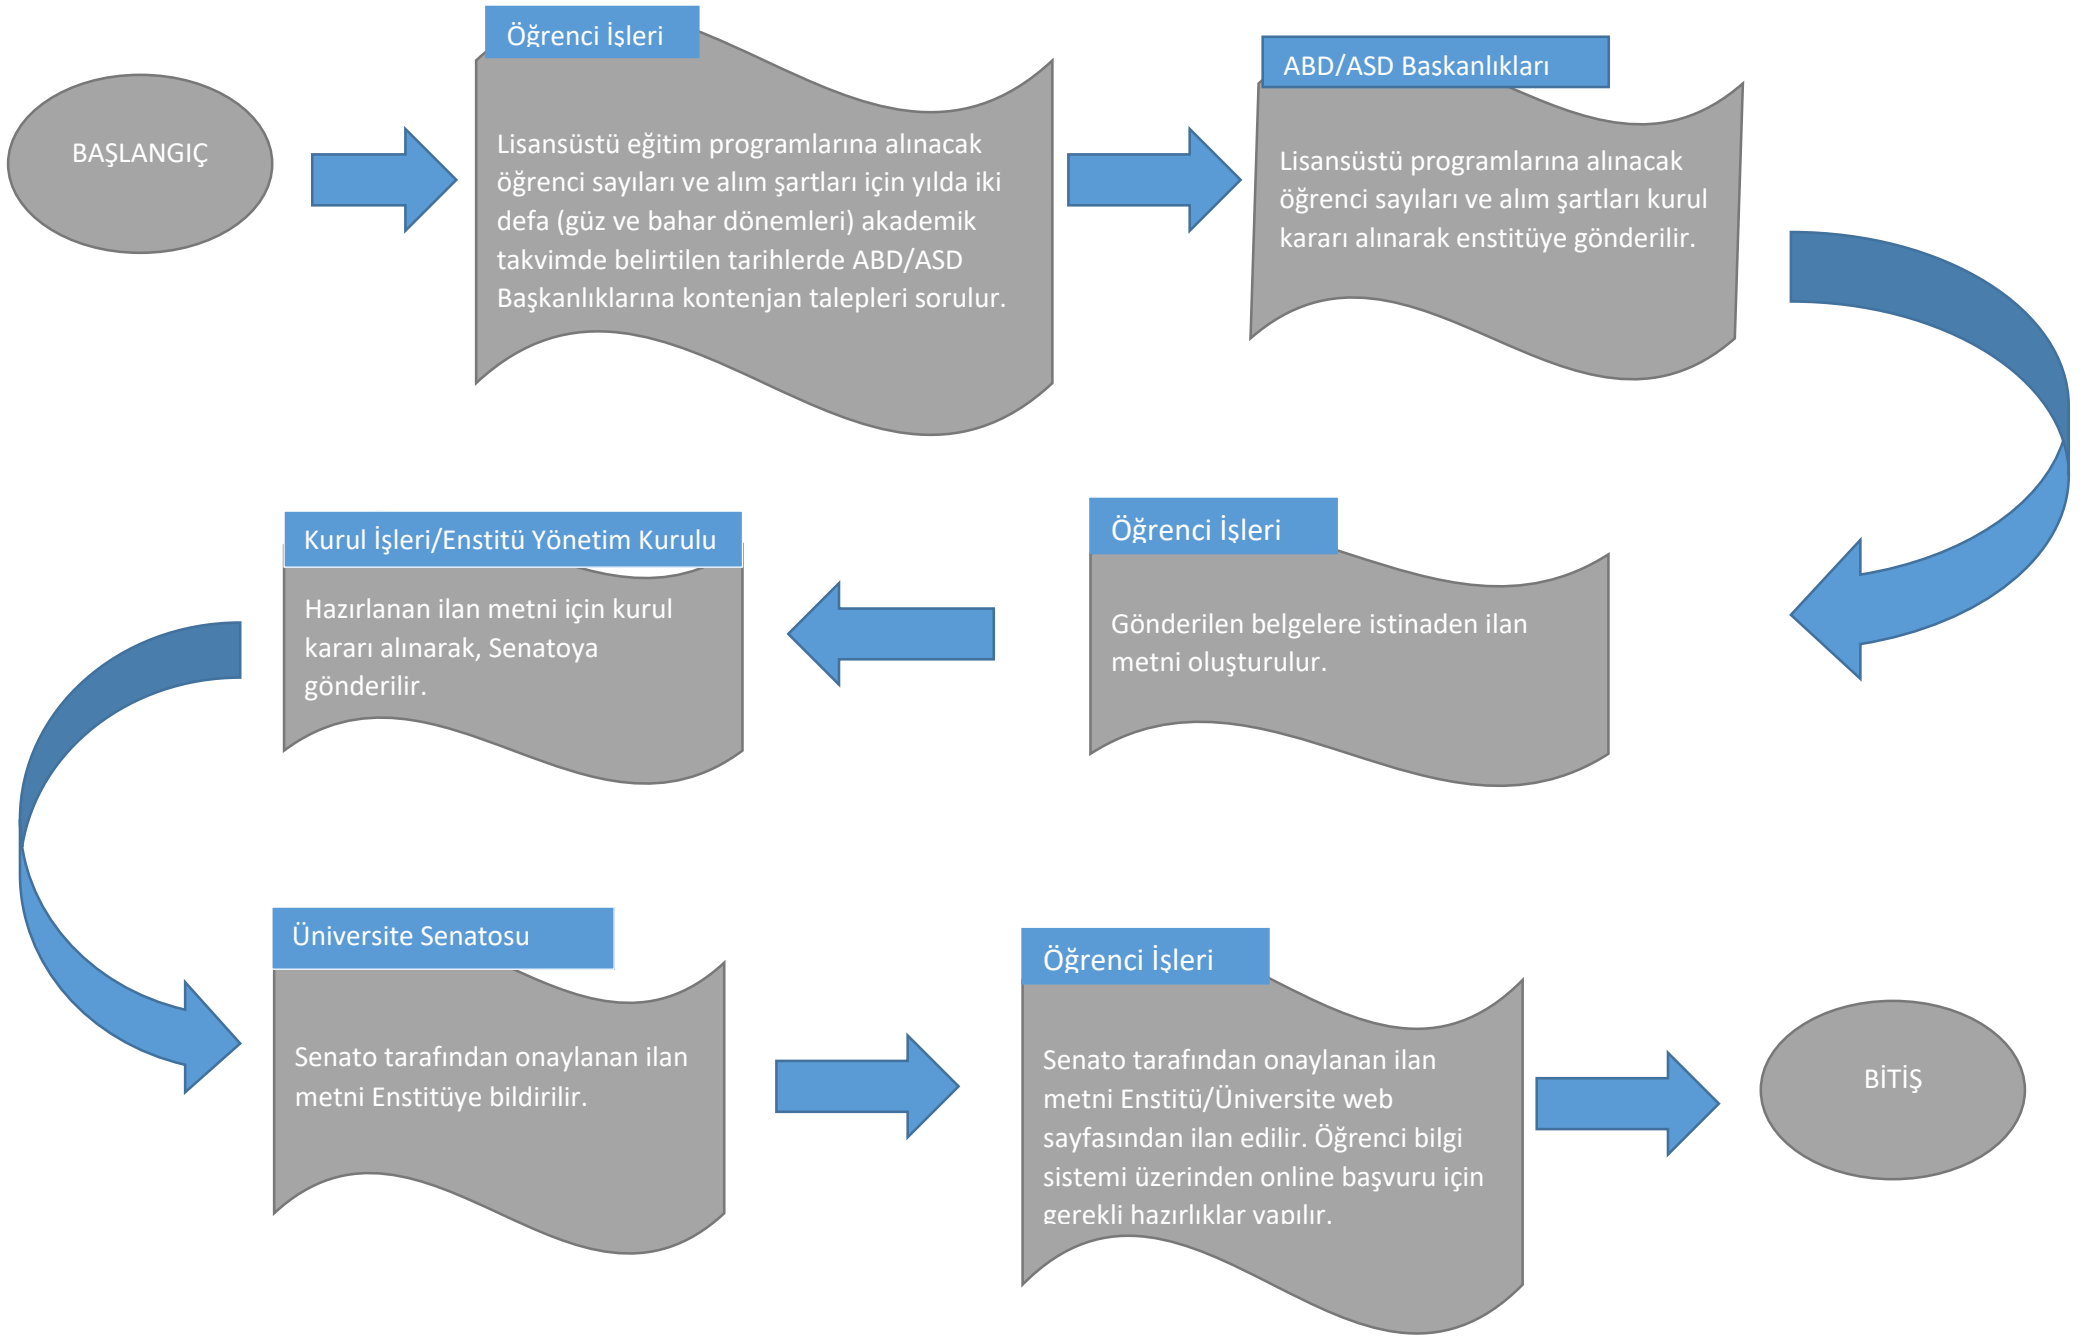 BAŞLANGIÇ
Öğrenci İşleri
Lisansüstü eğitim programlarına alınacak
öğrenci sayıları ve alım şartları için yılda iki
defa (güz ve bahar dönemleri) akademik
takvimde belirtilen tarihlerde ABD/ASD
Başkanlıklarına kontenjan talepleri sorulur.
ABD/ASD Başkanlıkları
Lisansüstü programlarına alınacak
öğrenci sayıları ve alım şartları kurul
kararı alınarak enstitüye gönderilir.
Öğrenci İşleri
Gönderilen belgelere istinaden ilan
metni oluşturulur.
Kurul İşleri/Enstitü Yönetim Kurulu
Hazırlanan ilan metni için kurul
kararı alınarak, Senatoya
gönderilir.
Üniversite Senatosu
Senato tarafından onaylanan ilan
metni Enstitüye bildirilir.
Öğrenci İşleri
Senato tarafından onaylanan ilan
metni Enstitü/Üniversite web
sayfasından ilan edilir. Öğrenci bilgi
sistemi üzerinden online başvuru için
gerekli hazırlıklar yapılır.
BİTİŞ